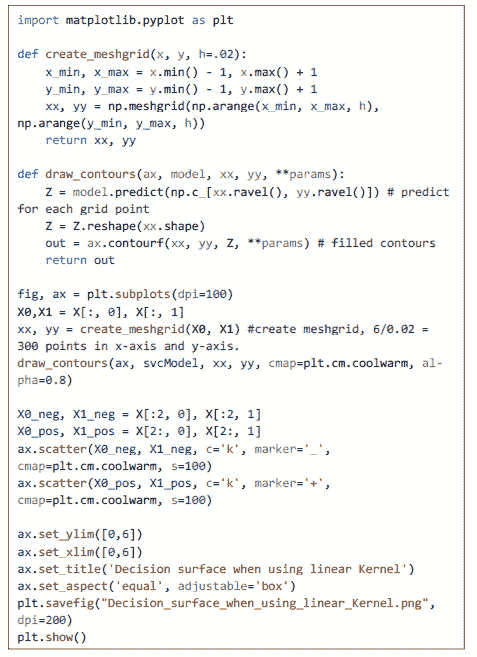 import matplotlib.pyplot as plt
def create_meshgrid(x, y, h=.02):
x_min, x_max = x.min() - 1, x.max() + 1
y_min, y_max = y.min() - 1, y.max() + 1
xx, yy = np.meshgrid(np.arange(x_min, x_max, h),
np.arange(y_min, y_max, h))
return xx, yy
def draw_contours(ax, model, xx, yy, **params):
Z = model.predict(np.c_[xx.ravel(), yy.ravel()]) # predict
for each grid point
Z = Z.reshape(xx.shape)
out = ax.contourf(xx, yy, Z, **params) # filled contours
return out
fig, ax = plt.subplots(dpi=100)
X0,X1 = X[:, 0], X[:, 1]
xx, yy = create_meshgrid(X0, X1) #create meshgrid, 6/0.02 =
300 points in x-axis and y-axis.
draw_contours(ax, svcModel, xx, yy, cmap=plt.cm.coolwarm, al-
pha=0.8)
X0_neg, X1_neg = X[:2, 0], X[:2, 1]
X0_pos, X1_pos = X[2:, 0], X[2:, 1]
ax.scatter(X0_neg, X1_neg, c='k', marker='_',
cmap=plt.cm.coolwarm, s=100)
ax.scatter(X0_pos, X1_pos, c='k', marker='+',
cmap=plt.cm.coolwarm, s=100)
ax.set_ylim([0,6])
ax.set_xlim([0,6])
ax.set_title('Decision surface when using linear Kernel')
ax.set_aspect('equal', adjustable='box')
plt.savefig("Decision_surface_when_using_linear_Kernel.png",
dpi=200)
plt.show()